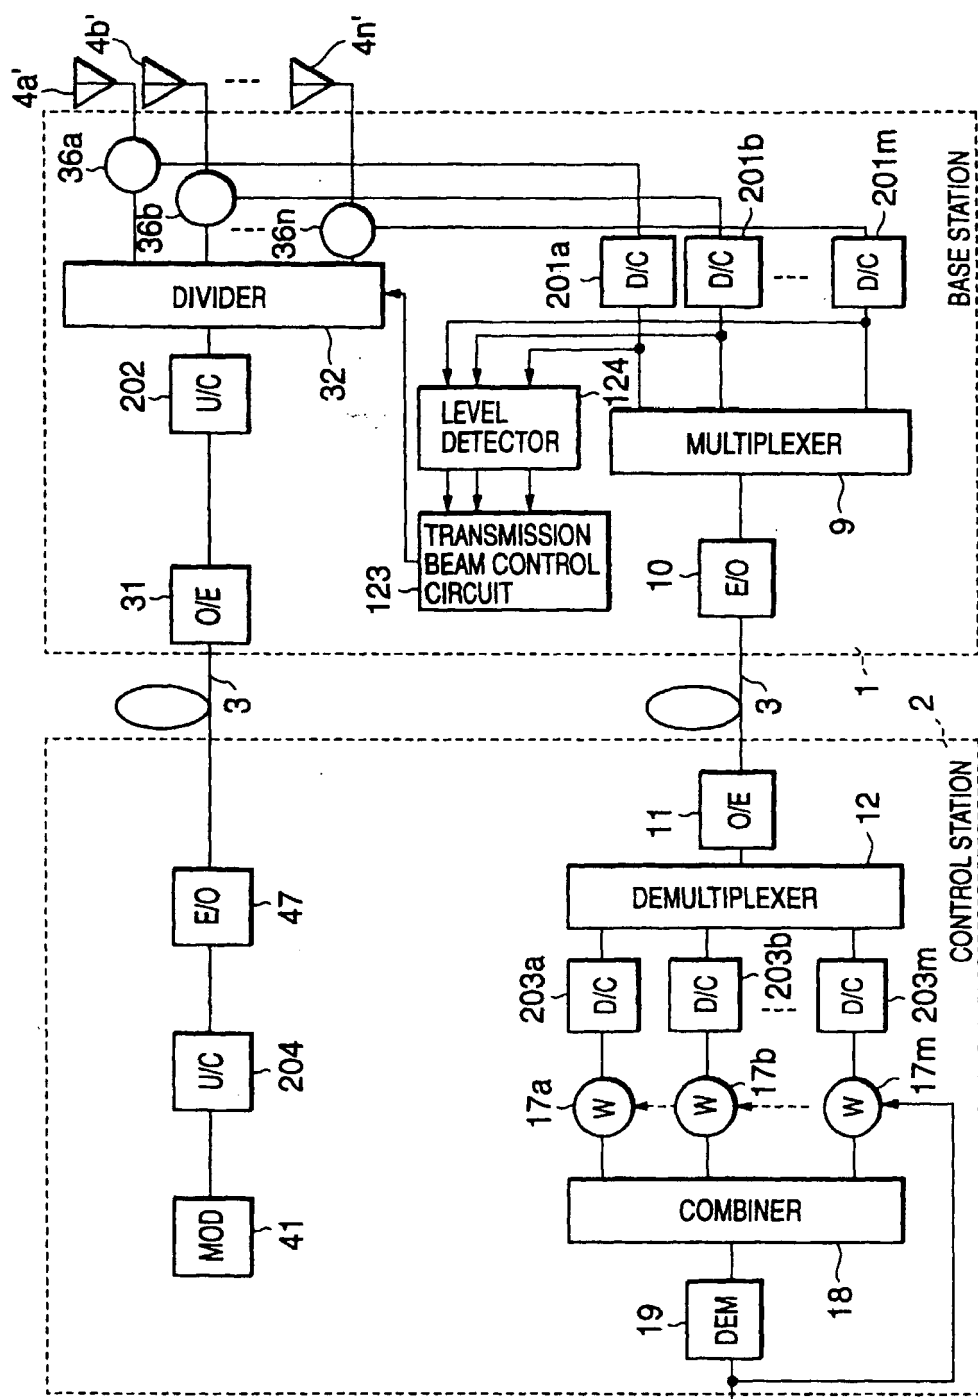 4a'
4b'
4n'
36a
36b
36n
DIVIDER
32
202
U/C
31
O/E
3
201a
D/C
D/C
201b
D/C
201m
LEVEL
DETECTOR
124
TRANSMISSION
BEAM CONTROL
CIRCUIT
123
MULTIPLEXER
9
10
E/O
BASE STATION
1
3
2
E/O
47
U/C
204
MOD
41
11
O/E
12
DEMULTIPLEXER
203a
D/C
D/C
203b
D/C
203m
17a
W
W
17b
W
17m
COMBINER
18
19
DEM
CONTROL STATION